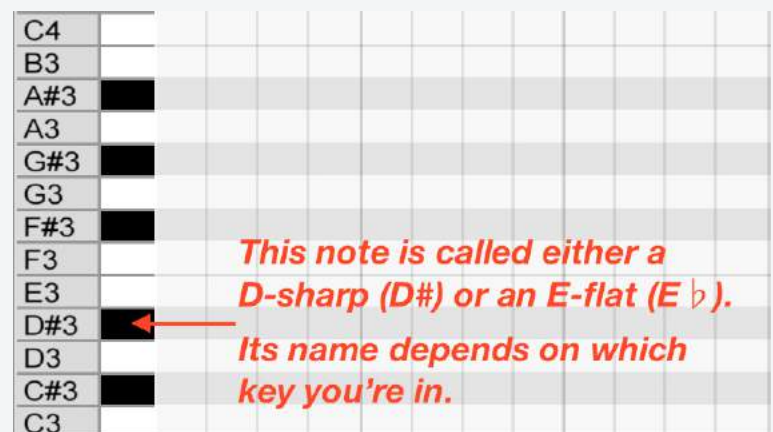 C4
B3
A#3
A3
G#3
G3
F#3
F3
E3
D#3
D3
C#3
C3
This note is called either a
D-sharp (D#) or an E-flat (E ♭).
Its name depends on which
key you're in.